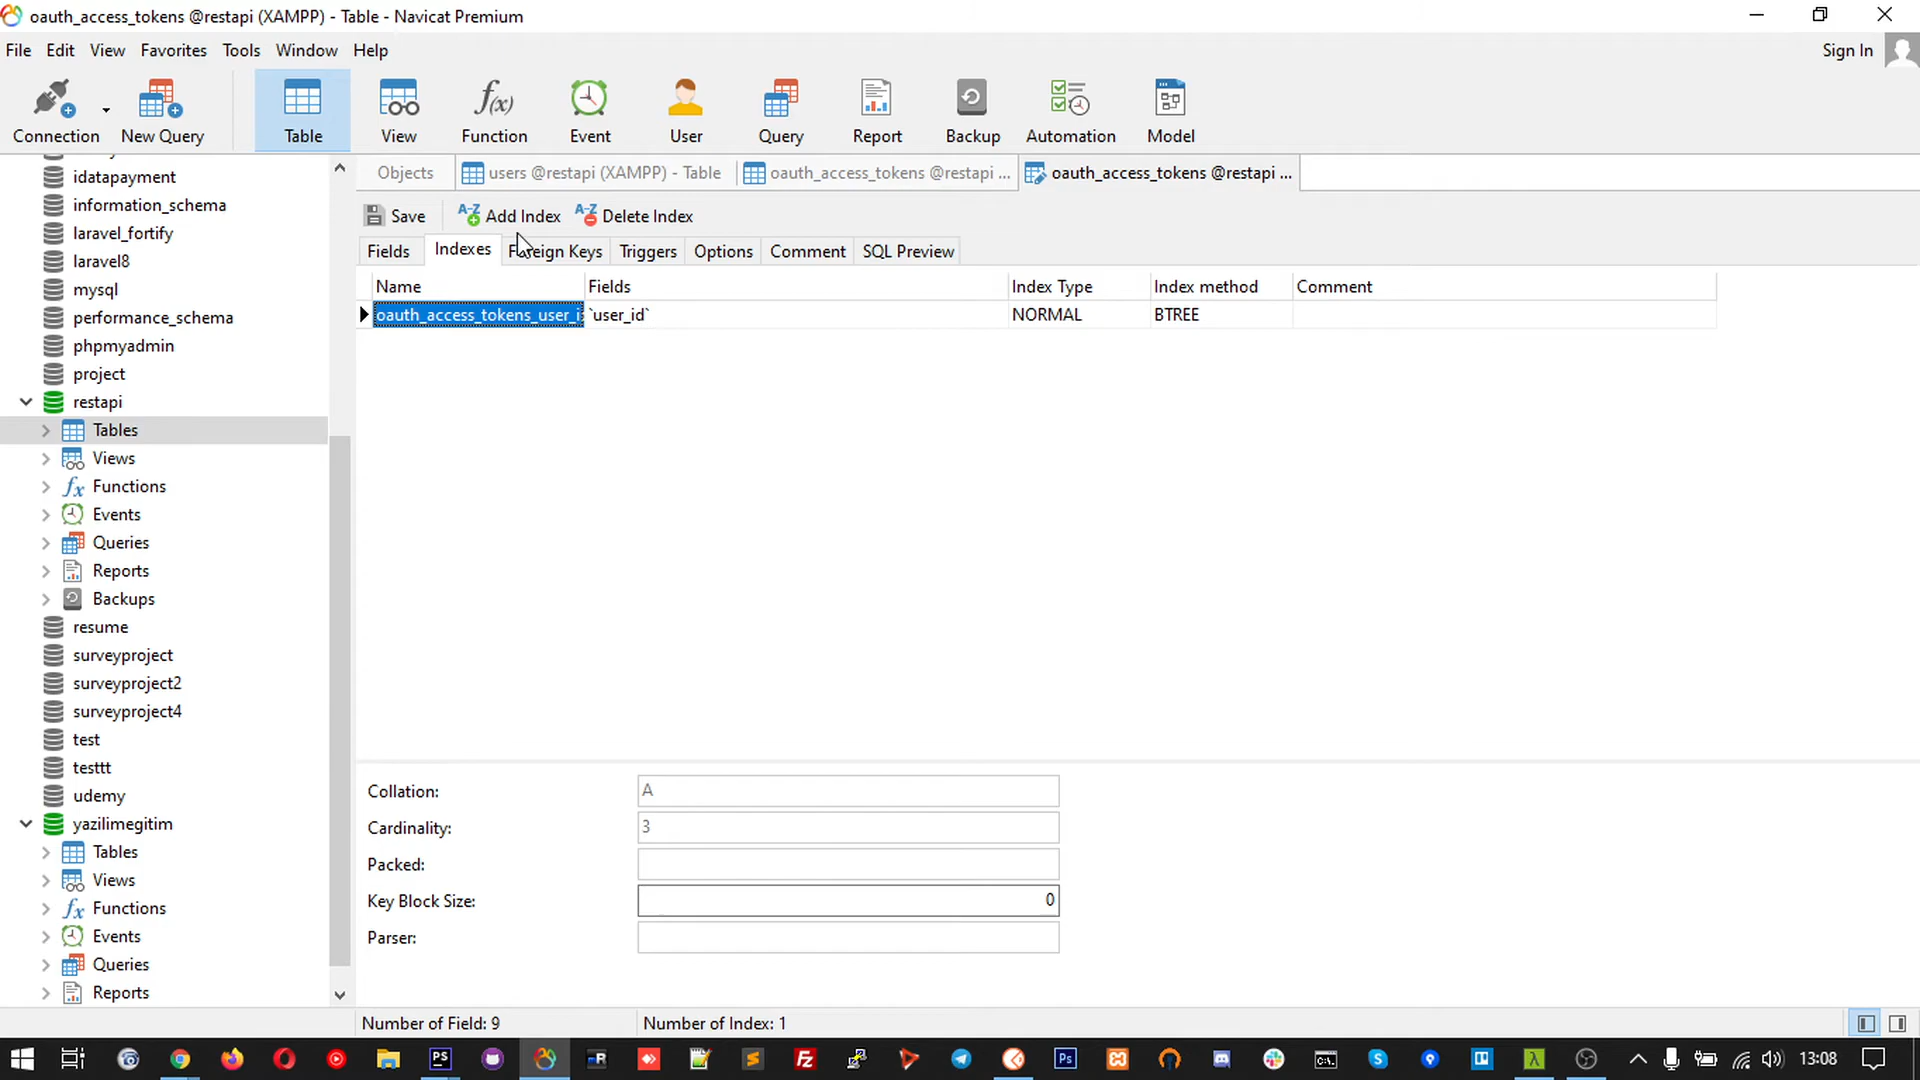 oauth_access_tokens @restapi (XAMPP) - Table - Navicat Premium
File Edit View Favorites Tools Window Help
Sign In
Connection New Query Table View Function Event User Query Report Backup Automation Model
Objects users @restapi (XAMPP) - Table oauth_access_tokens @restapi ... oauth_access_tokens @restapi ...
Save Add Index Delete Index
Fields Indexes Foreign Keys Triggers Options Comment SQL Preview
Name Fields Index Type Index method Comment
oauth_access_tokens_user_i `user_id` NORMAL BTREE
idatapayment
information_schema
laravel_fortify
laravel8
mysql
performance_schema
phpmyadmin
project
restapi
Tables
Views
Functions
Events
Queries
Reports
Backups
resume
surveyproject
surveyproject2
surveyproject4
test
testtt
udemy
yazilimegitim
Tables
Views
Functions
Events
Queries
Reports
Collation: A
Cardinality: 3
Packed:
Key Block Size: 0
Parser:
Number of Field: 9 Number of Index: 1
13:08